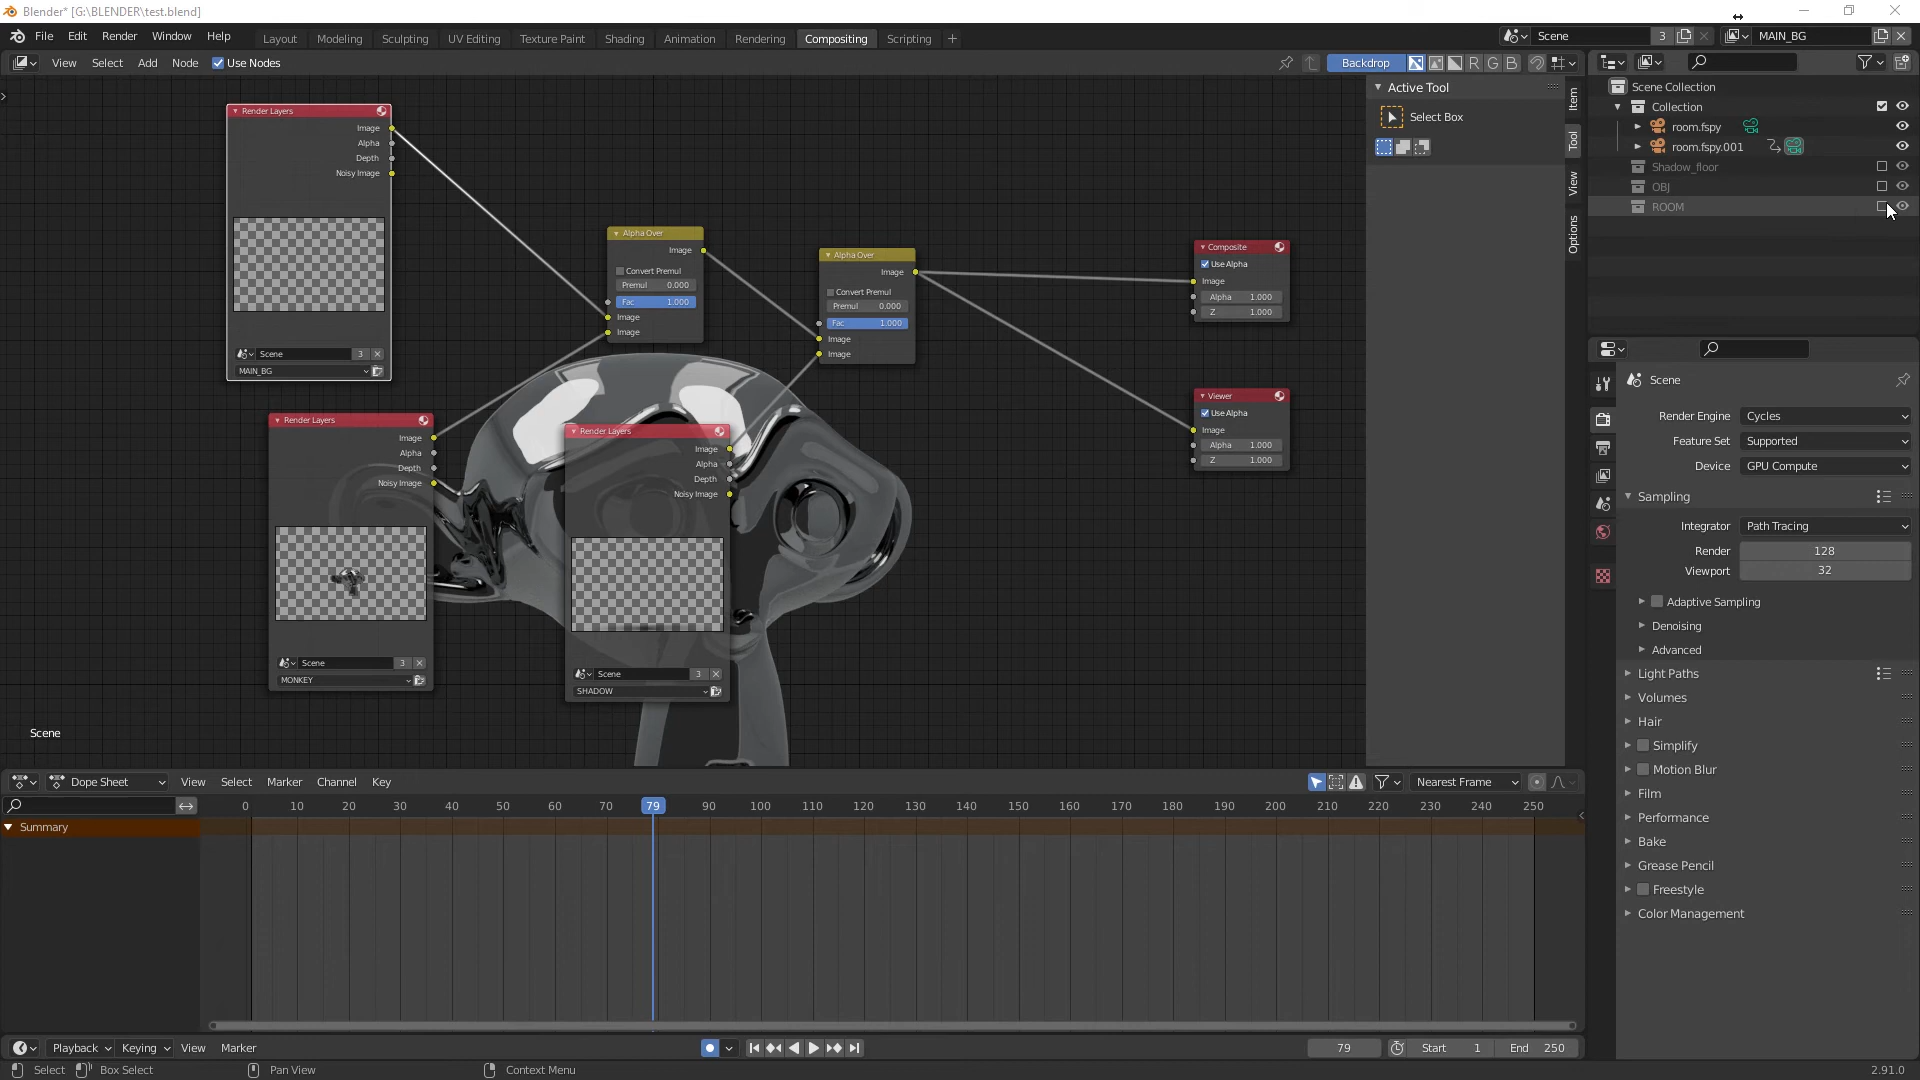 Blender* [G:\BLENDER\test.blend]
File Edit Render Window Help
Layout Modeling Sculpting UV Editing Texture Paint Shading Animation Rendering Compositing Scripting +
Scene 3
MAIN_BG
View Select Add Node Use Nodes
Backdrop R G B
Render Layers
Image
Alpha
Depth
Noisy Image
Scene 3
MAIN_BG
Alpha Over
Image
Convert Premul
Premul 0.000
Fac 1.000
Image
Image
Alpha Over
Image
Convert Premul
Premul 0.000
Fac 1.000
Image
Image
Composite
Use Alpha
Image
Alpha 1.000
Z 1.000
Viewer
Use Alpha
Image
Alpha 1.000
Z 1.000
Render Layers
Image
Alpha
Depth
Noisy Image
Scene 3
MONKEY
Render Layers
Image
Alpha
Depth
Noisy Image
Scene 3
SHADOW
Scene
Active Tool
Select Box
Item
Tool
View
Options
Scene Collection
Collection
room.fspy
room.fspy.001
Shadow_floor
OBJ
ROOM
Scene
Render Engine Cycles
Feature Set Supported
Device GPU Compute
Sampling
Integrator Path Tracing
Render 128
Viewport 32
Adaptive Sampling
Denoising
Advanced
Light Paths
Volumes
Hair
Simplify
Motion Blur
Film
Performance
Bake
Grease Pencil
Freestyle
Color Management
Dope Sheet View Select Marker Channel Key
Nearest Frame
0 10 20 30 40 50 60 70 79 90 100 110 120 130 140 150 160 170 180 190 200 210 220 230 240 250
Summary
Playback Keying View Marker
79 Start 1 End 250
Select Box Select Pan View Context Menu
2.91.0